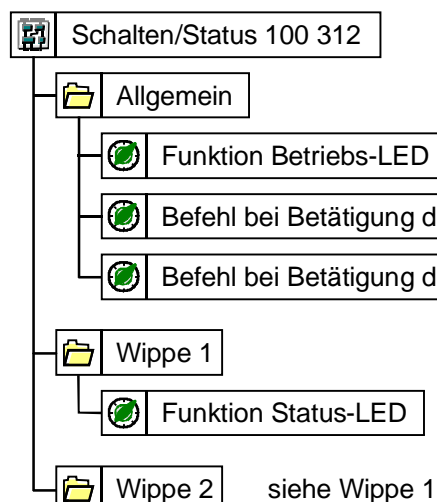 Schalten/Status 100 312
Allgemein
Funktion Betriebs-LED
Befehl bei Betätigung d
Befehl bei Betätigung d
Wippe 1
Funktion Status-LED
Wippe 2 siehe Wippe 1